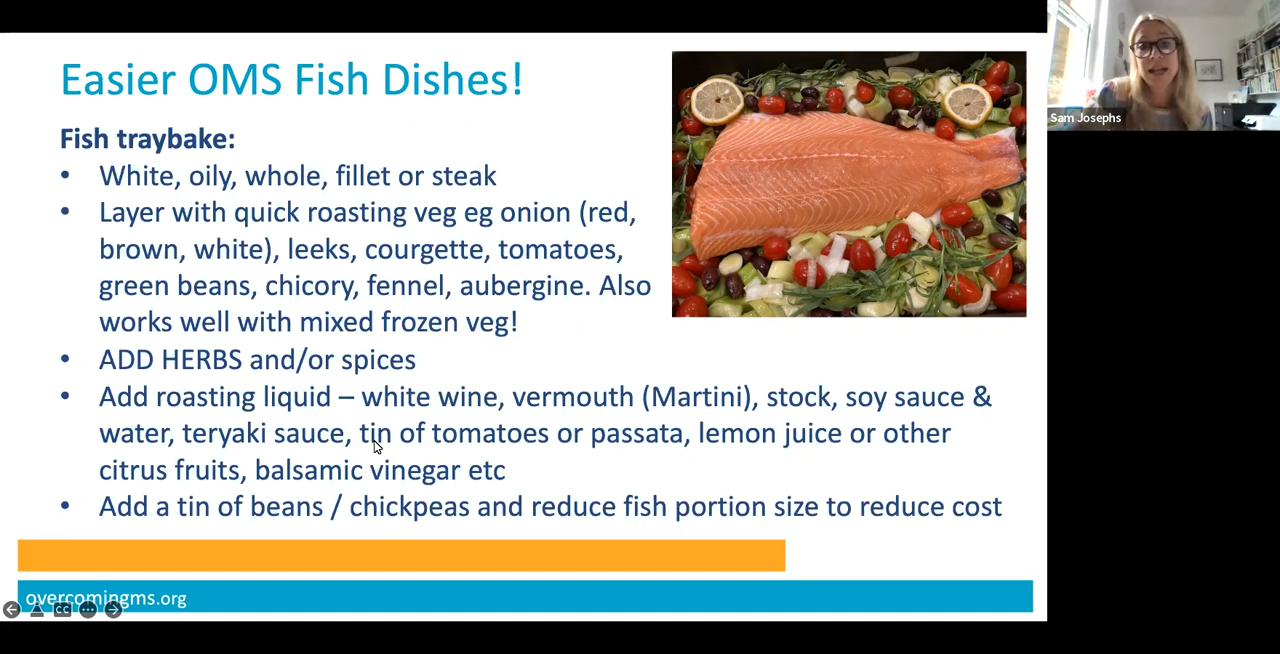 Easier OMS Fish Dishes!
Fish traybake:
• White, oily, whole, fillet or steak
• Layer with quick roasting veg eg onion (red,
brown, white), leeks, courgette, tomatoes,
green beans, chicory, fennel, aubergine. Also
works well with mixed frozen veg!
• ADD HERBS and/or spices
• Add roasting liquid – white wine, vermouth (Martini), stock, soy sauce &
water, teryaki sauce, tin of tomatoes or passata, lemon juice or other
citrus fruits, balsamic vinegar etc
• Add a tin of beans / chickpeas and reduce fish portion size to reduce cost
overcomingms.org
CC
Sam Josephs